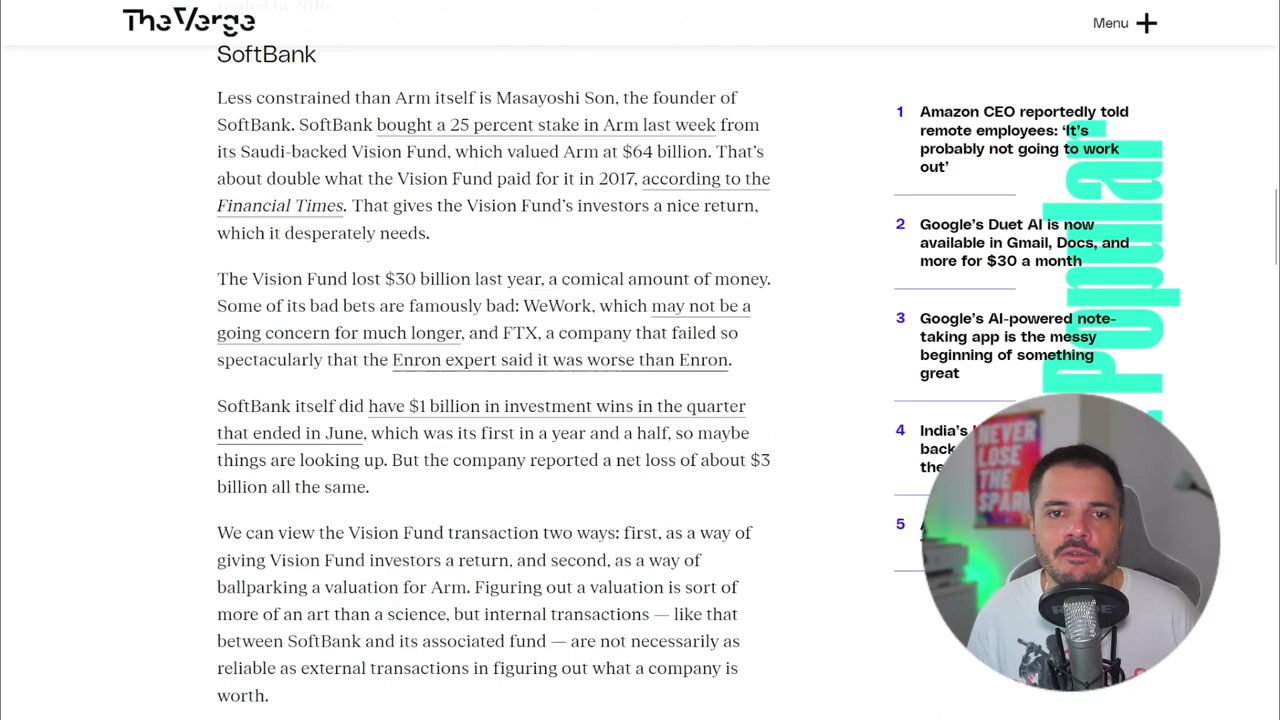 traded in 2016
The Verge
Menu
SoftBank
Less constrained than Arm itself is Masayoshi Son, the founder of
SoftBank. SoftBank bought a 25 percent stake in Arm last week from
its Saudi-backed Vision Fund, which valued Arm at $64 billion. That’s
about double what the Vision Fund paid for it in 2017, according to the
Financial Times. That gives the Vision Fund’s investors a nice return,
which it desperately needs.
The Vision Fund lost $30 billion last year, a comical amount of money.
Some of its bad bets are famously bad: WeWork, which may not be a
going concern for much longer, and FTX, a company that failed so
spectacularly that the Enron expert said it was worse than Enron.
SoftBank itself did have $1 billion in investment wins in the quarter
that ended in June, which was its first in a year and a half, so maybe
things are looking up. But the company reported a net loss of about $3
billion all the same.
We can view the Vision Fund transaction two ways: first, as a way of
giving Vision Fund investors a return, and second, as a way of
ballparking a valuation for Arm. Figuring out a valuation is sort of
more of an art than a science, but internal transactions — like that
between SoftBank and its associated fund — are not necessarily as
reliable as external transactions in figuring out what a company is
worth.
Popular
1 Amazon CEO reportedly told
remote employees: ‘It’s
probably not going to work
out’
2 Google’s Duet AI is now
available in Gmail, Docs, and
more for $30 a month
3 Google’s AI-powered note-
taking app is the messy
beginning of something
great
4 India’s
back
the
5
NEVER
LOSE
THE
SPARK
RODE